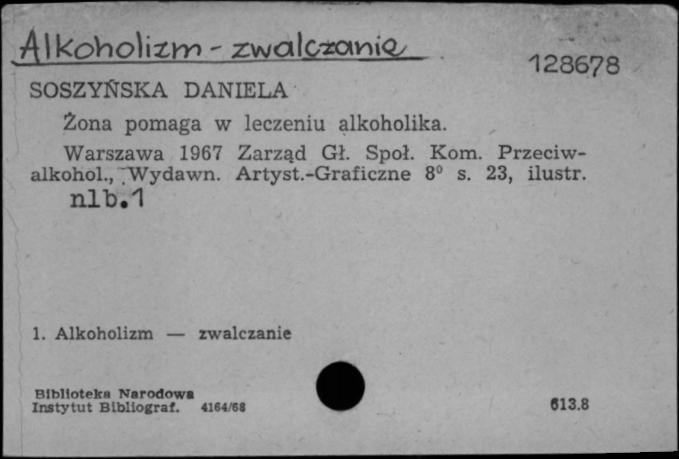 Alkoholizm - zwalczanie
128678
SOSZYŃSKA DANIELA
Żona pomaga w leczeniu alkoholika.
Warszawa 1967 Zarząd Gł. Społ. Kom. Przeciw-
alkohol., Wydawn. Artyst.-Graficzne 8° s. 23, ilustr.
nlb.1
1. Alkoholizm — zwalczanie
Biblioteka Narodowa
Instytut Bibliograf. 4164/68
613.8